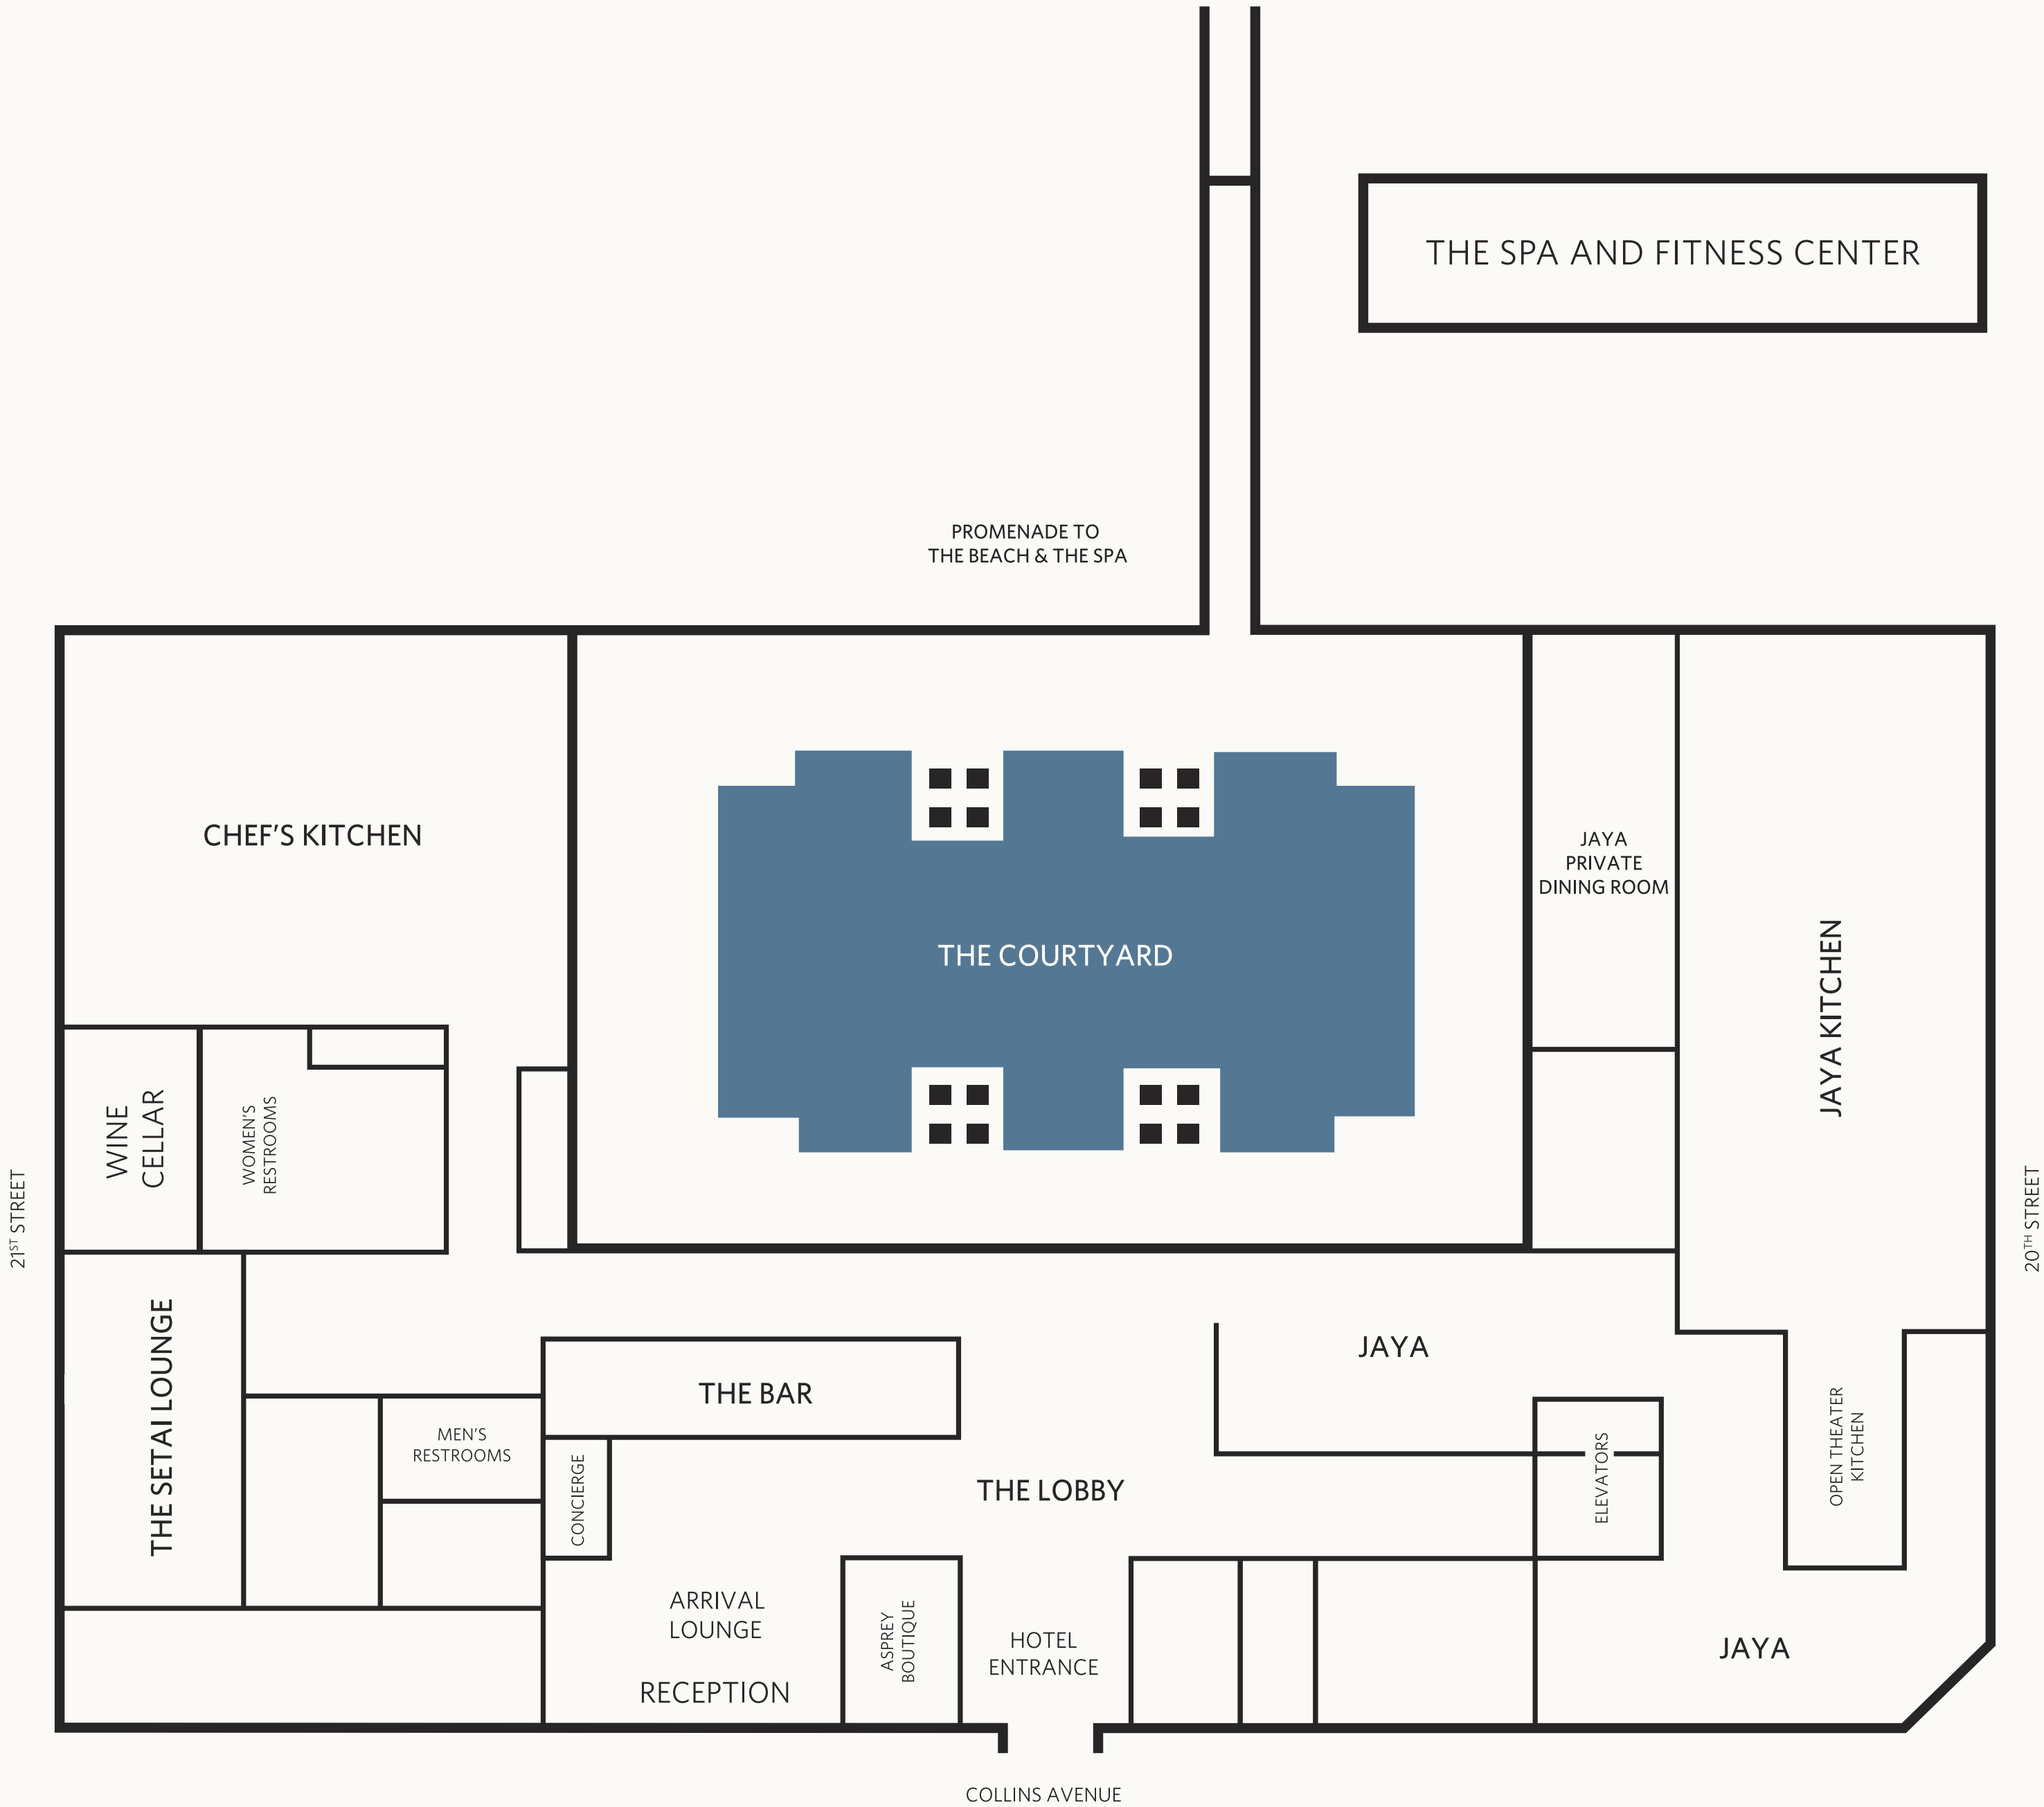 THE SPA AND FITNESS CENTER
PROMENADE TO
THE BEACH & THE SPA
CHEF’S KITCHEN
JAYA
PRIVATE
DINING ROOM
THE COURTYARD
JAYA KITCHEN
WINE
CELLAR
WOMEN’S
RESTROOMS
21ST STREET
20TH STREET
THE SETAI LOUNGE
JAYA
THE BAR
MEN’S
RESTROOMS
OPEN THEATER
KITCHEN
CONCIERGE
THE LOBBY
ELEVATORS
ARRIVAL
LOUNGE
ASPREY
BOUTIQUE
HOTEL
ENTRANCE
JAYA
RECEPTION
COLLINS AVENUE